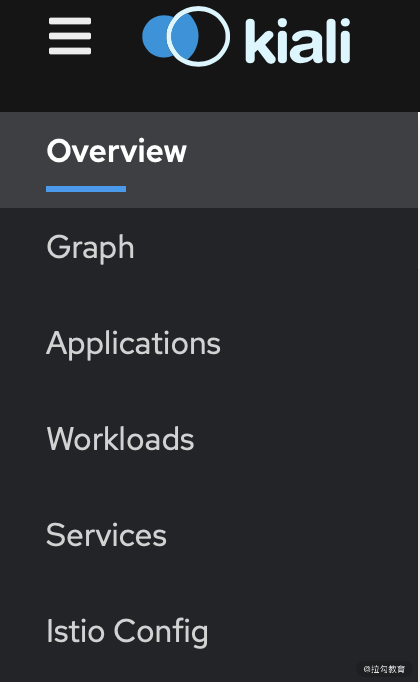 kiali
Overview
Graph
Applications
Workloads
Services
Istio Config
@拉勾教育